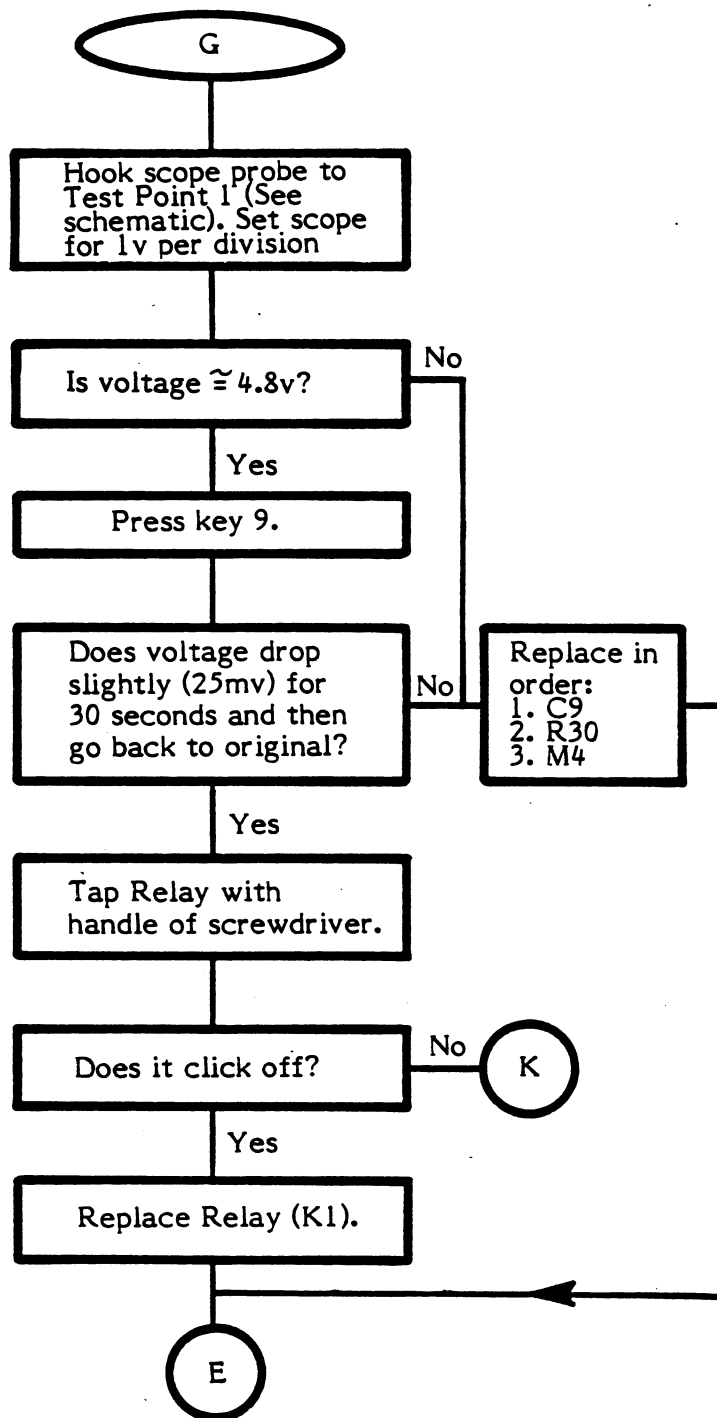 G
Hook scope probe to
Test Point 1 (See
schematic). Set scope
for 1v per division
Is voltage ≅ 4.8v?
No
Yes
Press key 9.
Does voltage drop
slightly (25mv) for
30 seconds and then
go back to original?
No
Replace in
order:
1. C9
2. R30
3. M4
Yes
Tap Relay with
handle of screwdriver.
Does it click off?
No
K
Yes
Replace Relay (K1).
E